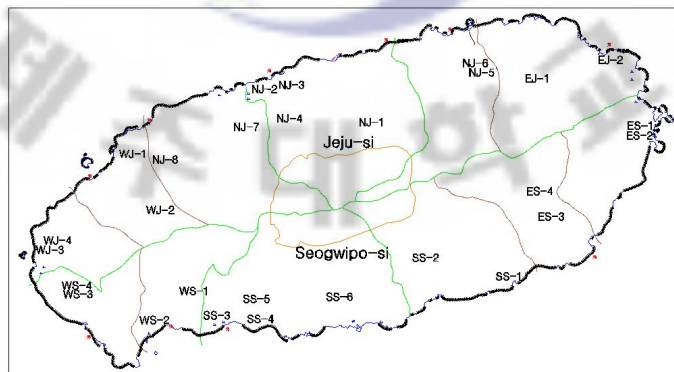 NJ-6
NJ-5
EJ-2
EJ-1
NJ-3
NJ-2
NJ-4
NJ-7
NJ-1
Jeju-si
ES-1
ES-2
WJ-1
NJ-8
WJ-2
ES-4
ES-3
WJ-4
WJ-3
Seogwipo-si
SS-2
WS-4
WS-3
WS-1
SS-1
SS-5
SS-6
SS-3
SS-4
WS-2